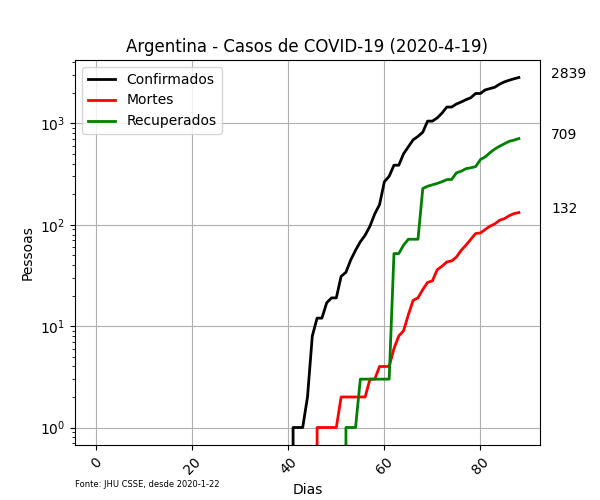 Argentina - Casos de COVID-19 (2020-4-19)
Confirmados
Mortes
Recuperados
2839
709
132
10³
10²
10¹
10⁰
Pessoas
0
20
40
60
80
Dias
Fonte: JHU CSSE, desde 2020-1-22